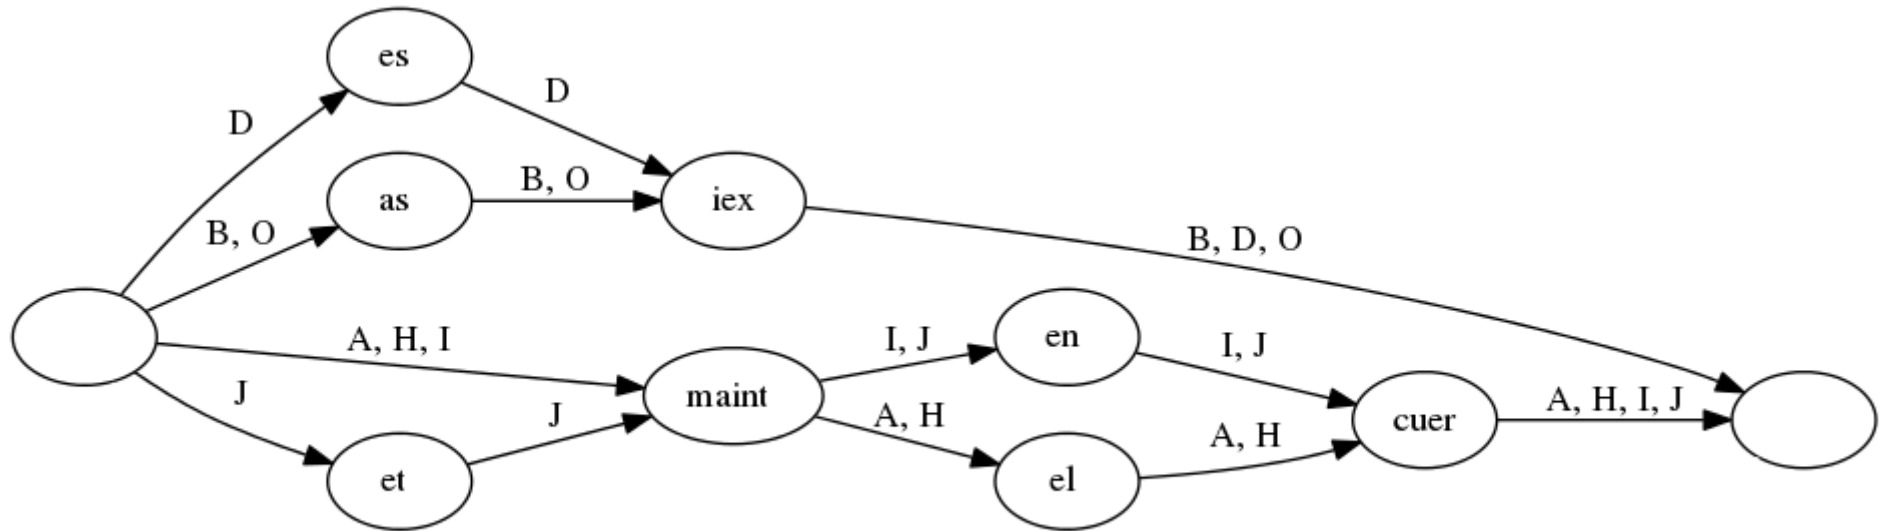 es
D
D
as
B, O
B, O
iex
B, D, O
A, H, I
maint
I, J
en
I, J
J
et
J
A, H
el
A, H
cuer
A, H, I, J